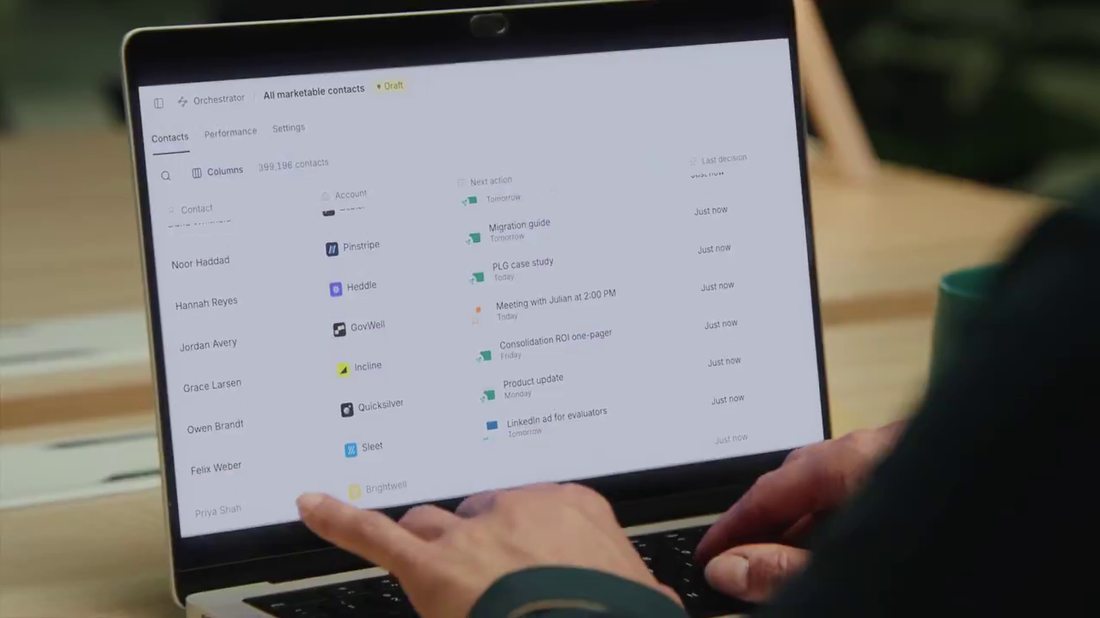 Orchestrator / All marketable contacts Draft
Contacts Performance Settings
Columns 399,196 contacts
Contact Account Next action Last decision
Tomorrow
Noor Haddad Pinstripe Migration guide Just now
Tomorrow
Hannah Reyes Heddle PLG case study Just now
Today
Jordan Avery GovWell Meeting with Julian at 2:00 PM Just now
Grace Larsen Incline Consolidation ROI one-pager Just now
Friday
Owen Brandt Quicksilver Product update Just now
Monday
Felix Weber Sleet LinkedIn ad for evaluators Just now
Tomorrow
Priya Shah Brightwell Just now